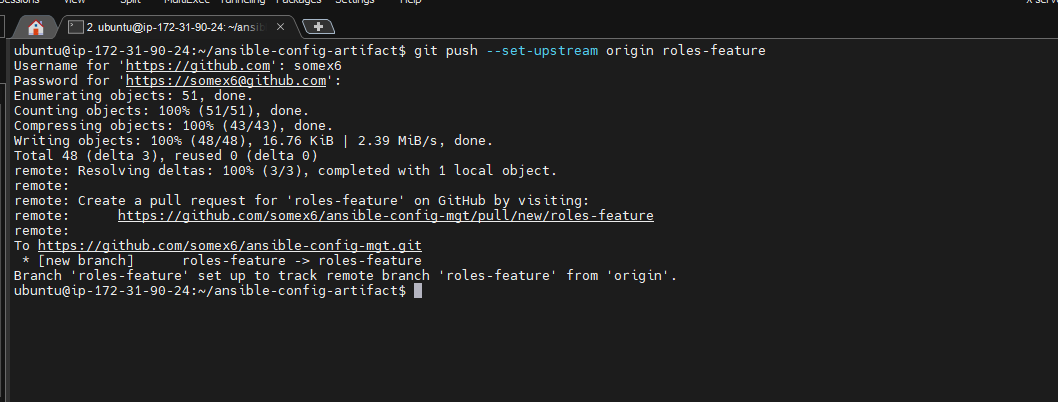 Sessions View Split MultiExec Tunneling Packages Settings Help
2. ubuntu@ip-172-31-90-24: ~/ansi
ubuntu@ip-172-31-90-24:~/ansible-config-artifact$ git push --set-upstream origin roles-feature
Username for 'https://github.com': somex6
Password for 'https://somex6@github.com':
Enumerating objects: 51, done.
Counting objects: 100% (51/51), done.
Compressing objects: 100% (43/43), done.
Writing objects: 100% (48/48), 16.76 KiB | 2.39 MiB/s, done.
Total 48 (delta 3), reused 0 (delta 0)
remote: Resolving deltas: 100% (3/3), completed with 1 local object.
remote:
remote: Create a pull request for 'roles-feature' on GitHub by visiting:
remote:      https://github.com/somex6/ansible-config-mgt/pull/new/roles-feature
remote:
To https://github.com/somex6/ansible-config-mgt.git
 * [new branch]      roles-feature -> roles-feature
Branch 'roles-feature' set up to track remote branch 'roles-feature' from 'origin'.
ubuntu@ip-172-31-90-24:~/ansible-config-artifact$